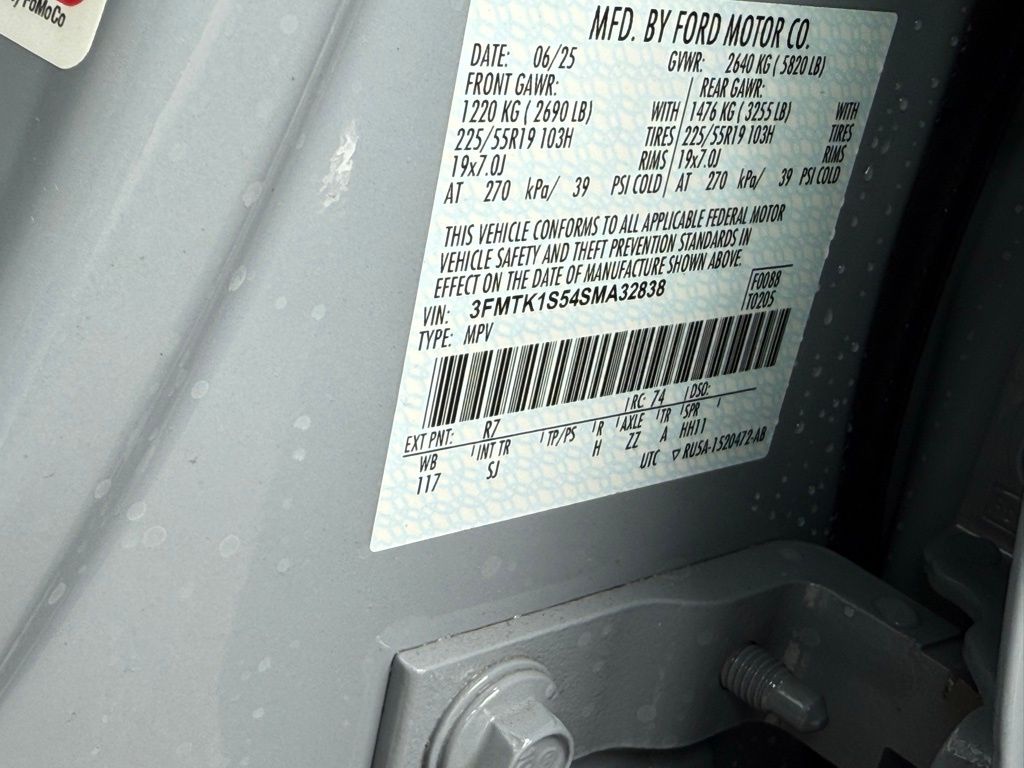 by FoMoCo
MFD. BY FORD MOTOR CO.
DATE: 06/25 GVWR: 2640 KG ( 5820 LB)
FRONT GAWR: REAR GAWR:
1220 KG ( 2690 LB) WITH 1476 KG ( 3255 LB) WITH
225/55R19 103H TIRES 225/55R19 103H TIRES
19x7.0J RIMS 19x7.0J RIMS
AT 270 kPa/ 39 PSI COLD AT 270 kPa/ 39 PSI COLD
THIS VEHICLE CONFORMS TO ALL APPLICABLE FEDERAL MOTOR
VEHICLE SAFETY AND THEFT PREVENTION STANDARDS IN
EFFECT ON THE DATE OF MANUFACTURE SHOWN ABOVE.
VIN: 3FMTK1S54SMA32838 F0088
TYPE: MPV T0205
EXT PNT: R7 RC: 74 DSO:
WB INT TR TP/PS R AXLE TR SPR
117 SJ H ZZ A HH11
UTC ▽ RU5A-1520472-AB